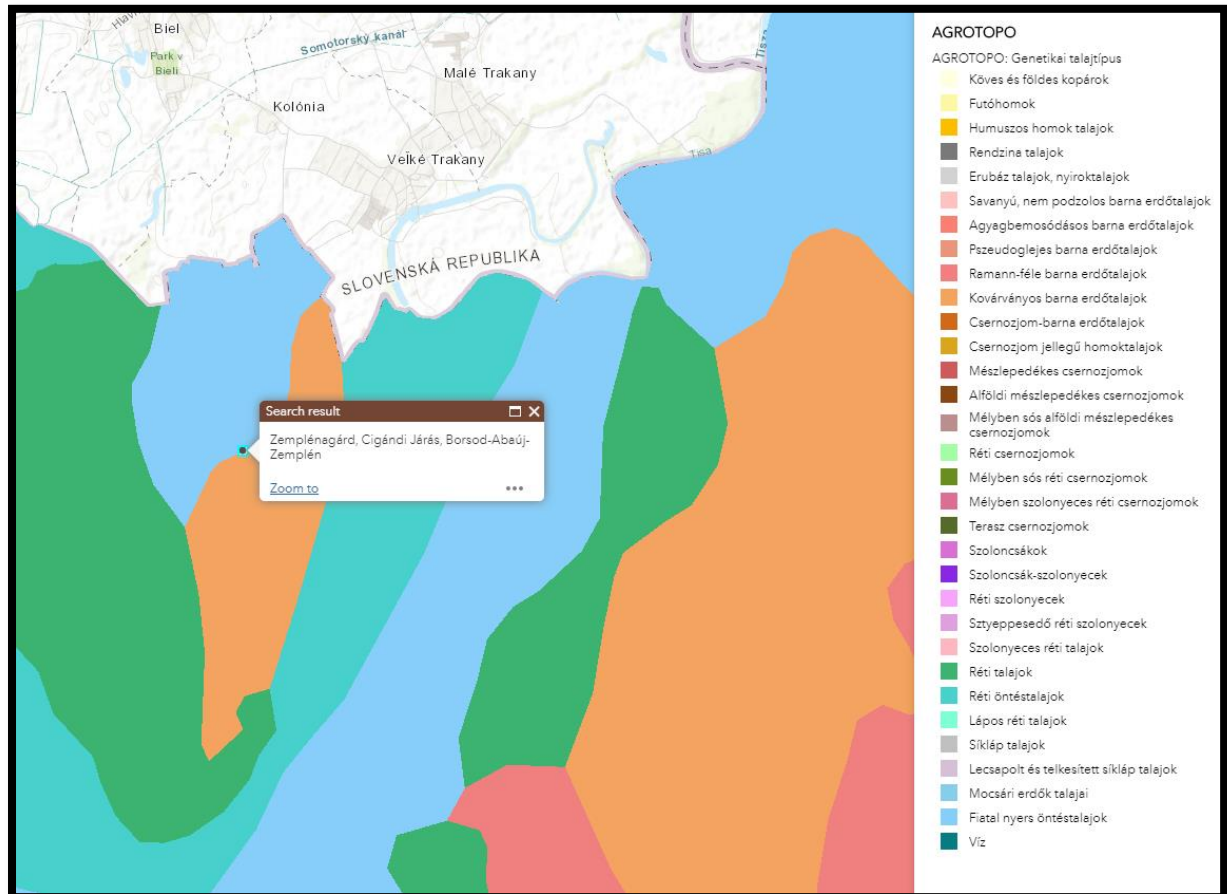 Hlav
Biel
Park v
Bieli
Somotorský kanál
Malé Trakany
Kolónia
Veľké Trakany
Tisza
Tisa
SLOVENSKÁ REPUBLIKA
Search result
Zemplénagárd, Cigándi Járás, Borsod-Abaúj-
Zemplén
Zoom to
AGROTOPO
AGROTOPO: Genetikai talajtípus
Köves és földes kopárok
Futóhomok
Humuszos homok talajok
Rendzina talajok
Erubáz talajok, nyiroktalajok
Savanyú, nem podzolos barna erdőtalajok
Agyagbemosódásos barna erdőtalajok
Pszeudoglejes barna erdőtalajok
Ramann-féle barna erdőtalajok
Kovárványos barna erdőtalajok
Csernozjom-barna erdőtalajok
Csernozjom jellegű homoktalajok
Mészlepedékes csernozjomok
Alföldi mészlepedékes csernozjomok
Mélyben sós alföldi mészlepedékes
csernozjomok
Réti csernozjomok
Mélyben sós réti csernozjomok
Mélyben szolonyeces réti csernozjomok
Terasz csernozjomok
Szoloncsákok
Szoloncsák-szolonyecek
Réti szolonyecek
Sztyeppesedő réti szolonyecek
Szolonyeces réti talajok
Réti talajok
Réti öntéstalajok
Lápos réti talajok
Síkláp talajok
Lecsapolt és telkesített síkláp talajok
Mocsári erdők talajai
Fiatal nyers öntéstalajok
Víz